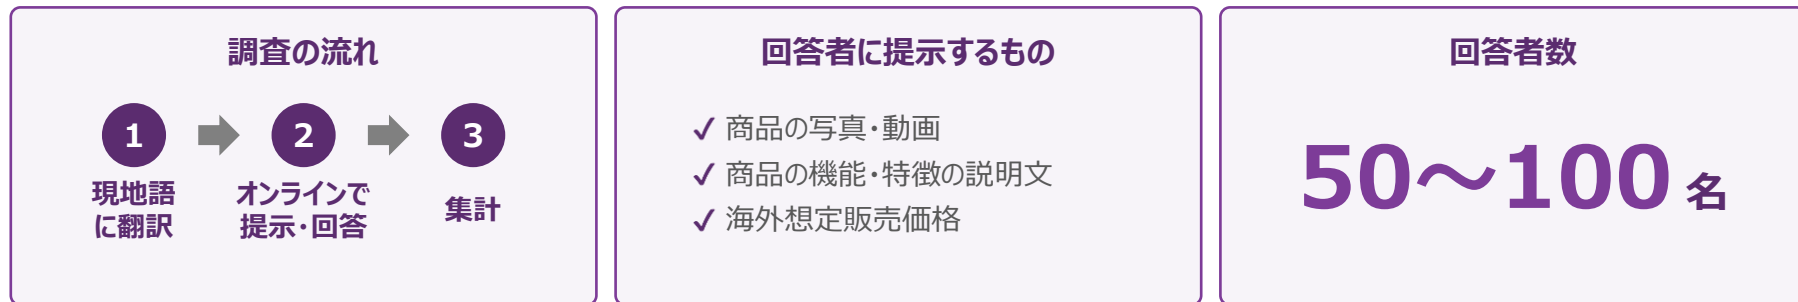 調査の流れ
1
2
3
現地語
に翻訳
オンラインで
提示・回答
集計
回答者に提示するもの
✓ 商品の写真・動画
✓ 商品の機能・特徴の説明文
✓ 海外想定販売価格
回答者数
50～100 名